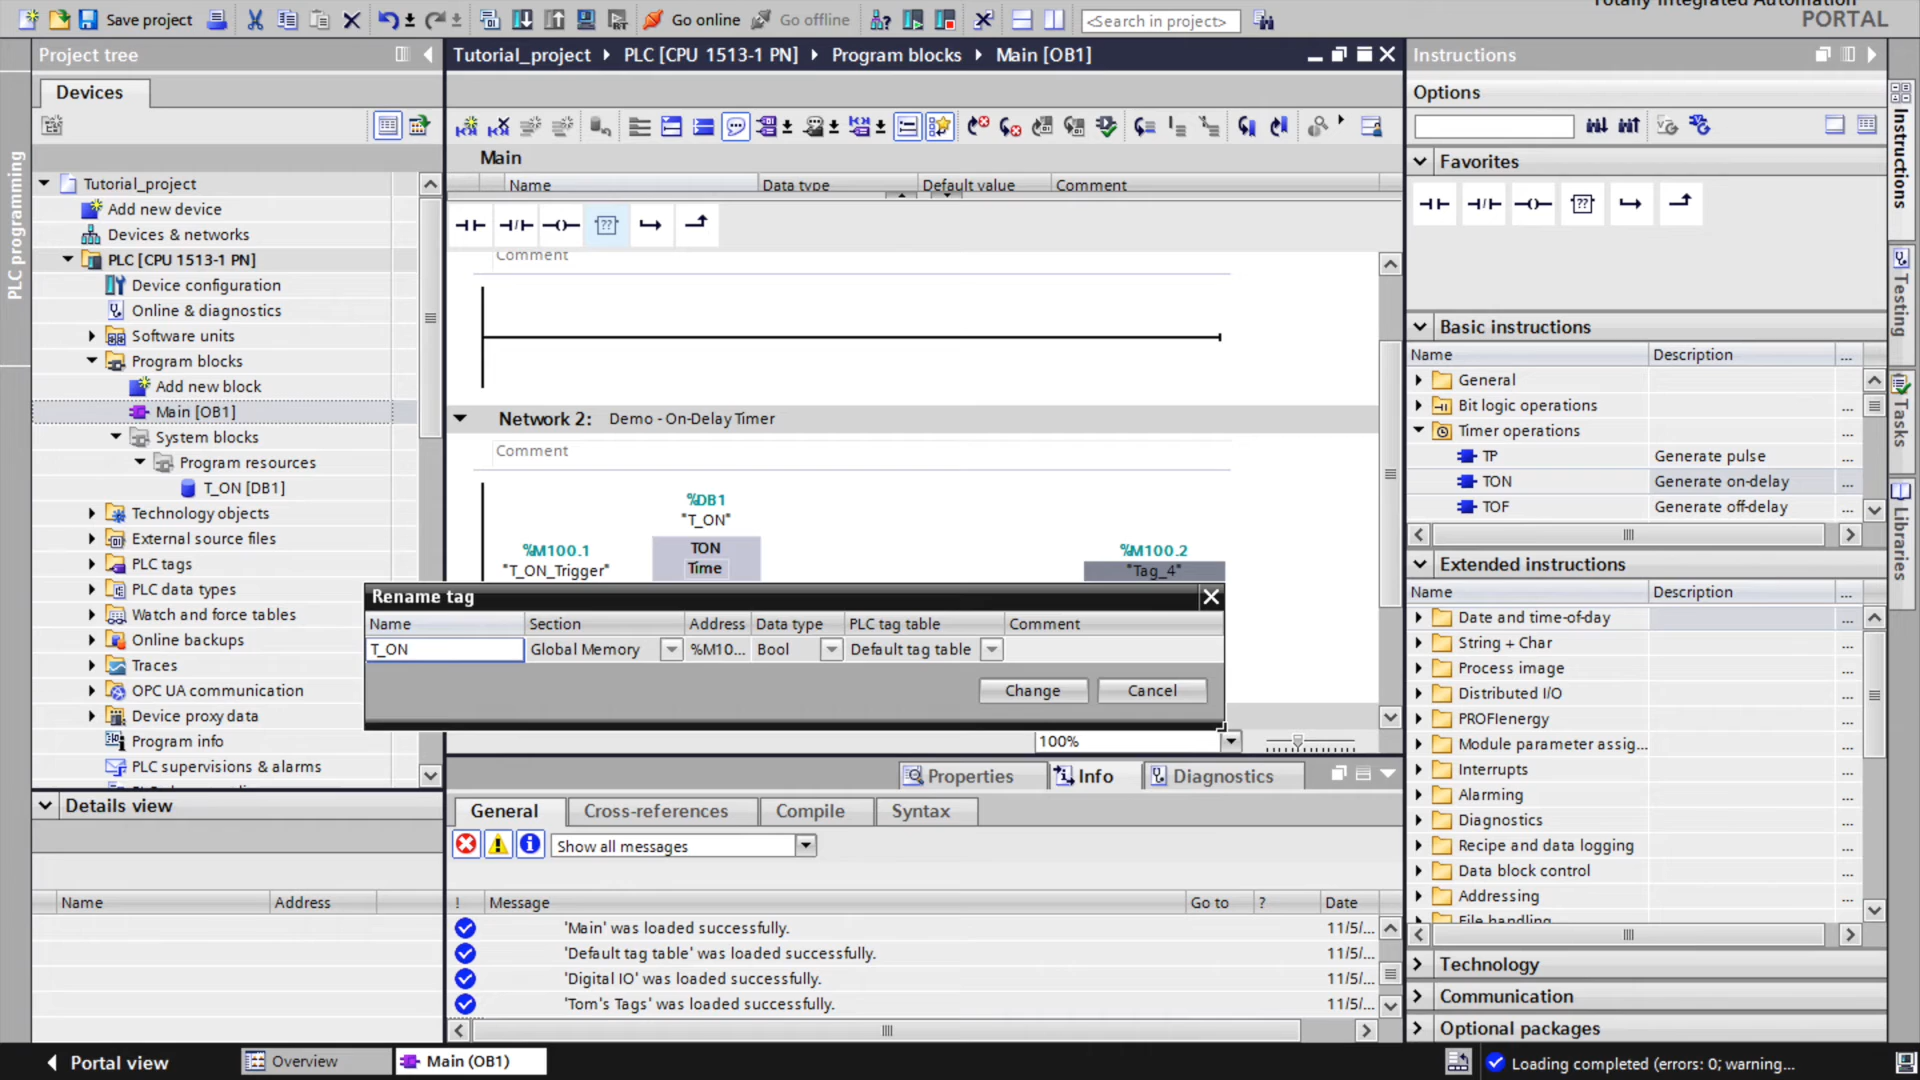 Totally Integrated Automation
PORTAL
Save project
Go online
Go offline
<Search in project>
Project tree
Devices
PLC programming
Tutorial_project
Add new device
Devices & networks
PLC [CPU 1513-1 PN]
Device configuration
Online & diagnostics
Software units
Program blocks
Add new block
Main [OB1]
System blocks
Program resources
T_ON [DB1]
Technology objects
External source files
PLC tags
PLC data types
Watch and force tables
Online backups
Traces
OPC UA communication
Device proxy data
Program info
PLC supervisions & alarms
Details view
Name Address
Tutorial_project PLC [CPU 1513-1 PN] Program blocks Main [OB1]
Main
Name Data type Default value Comment
Comment
Network 2: Demo - On-Delay Timer
Comment
%DB1
"T_ON"
TON
Time
%M100.1
"T_ON_Trigger"
%M100.2
"Tag_4"
Rename tag
Name Section Address Data type PLC tag table Comment
T_ON Global Memory %M10... Bool Default tag table
Change Cancel
100%
Properties Info Diagnostics
General Cross-references Compile Syntax
Show all messages
! Message Go to ? Date
'Main' was loaded successfully. 11/5/...
'Default tag table' was loaded successfully. 11/5/...
'Digital IO' was loaded successfully. 11/5/...
'Tom's Tags' was loaded successfully. 11/5/...
Instructions
Options
Favorites
Basic instructions
Name Description ...
General
Bit logic operations ...
Timer operations ...
TP Generate pulse ...
TON Generate on-delay ...
TOF Generate off-delay ...
Extended instructions
Name Description ...
Date and time-of-day ...
String + Char ...
Process image ...
Distributed I/O ...
PROFIenergy ...
Module parameter assig... ...
Interrupts ...
Alarming ...
Diagnostics ...
Recipe and data logging ...
Data block control ...
Addressing ...
File handling
Technology
Communication
Optional packages
Instructions
Testing
Tasks
Libraries
Portal view Overview Main (OB1)
Loading completed (errors: 0; warning...